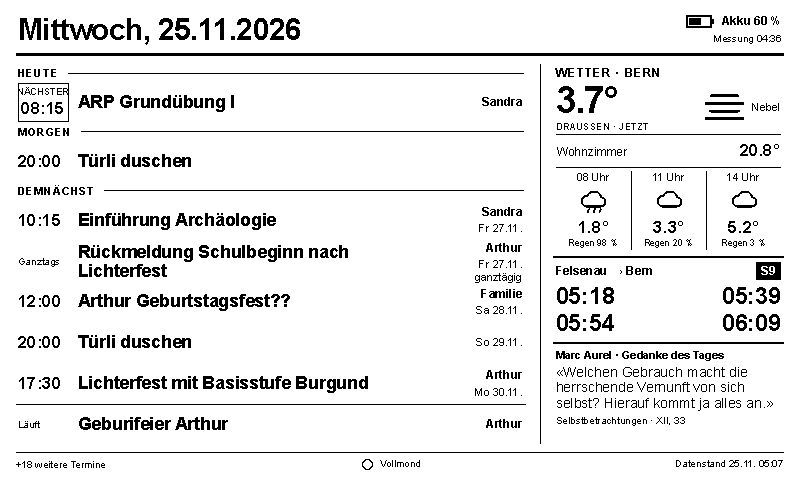 Mittwoch, 25.11.2026
Akku 60 %
Messung 04:36
HEUTE
NÄCHSTER
08:15
ARP Grundübung I
Sandra
MORGEN
20:00
Türli duschen
DEMNÄCHST
10:15
Einführung Archäologie
Sandra
Fr 27.11.
Ganztags
Rückmeldung Schulbeginn nach
Lichterfest
Arthur
Fr 27.11.
ganztägig
12:00
Arthur Geburtstagsfest??
Familie
Sa 28.11.
20:00
Türli duschen
So 29.11.
17:30
Lichterfest mit Basisstufe Burgund
Arthur
Mo 30.11.
Läuft
Geburifeier Arthur
Arthur
WETTER · BERN
3.7°
Nebel
DRAUSSEN · JETZT
Wohnzimmer
20.8°
08 Uhr
11 Uhr
14 Uhr
1.8°
3.3°
5.2°
Regen 98 %
Regen 20 %
Regen 3 %
Felsenau › Bern
S9
05:18
05:39
05:54
06:09
Marc Aurel · Gedanke des Tages
«Welchen Gebrauch macht die
herrschende Vernunft von sich
selbst? Hierauf kommt ja alles an.»
Selbstbetrachtungen · XII, 33
+18 weitere Termine
Vollmond
Datenstand 25.11. 05:07